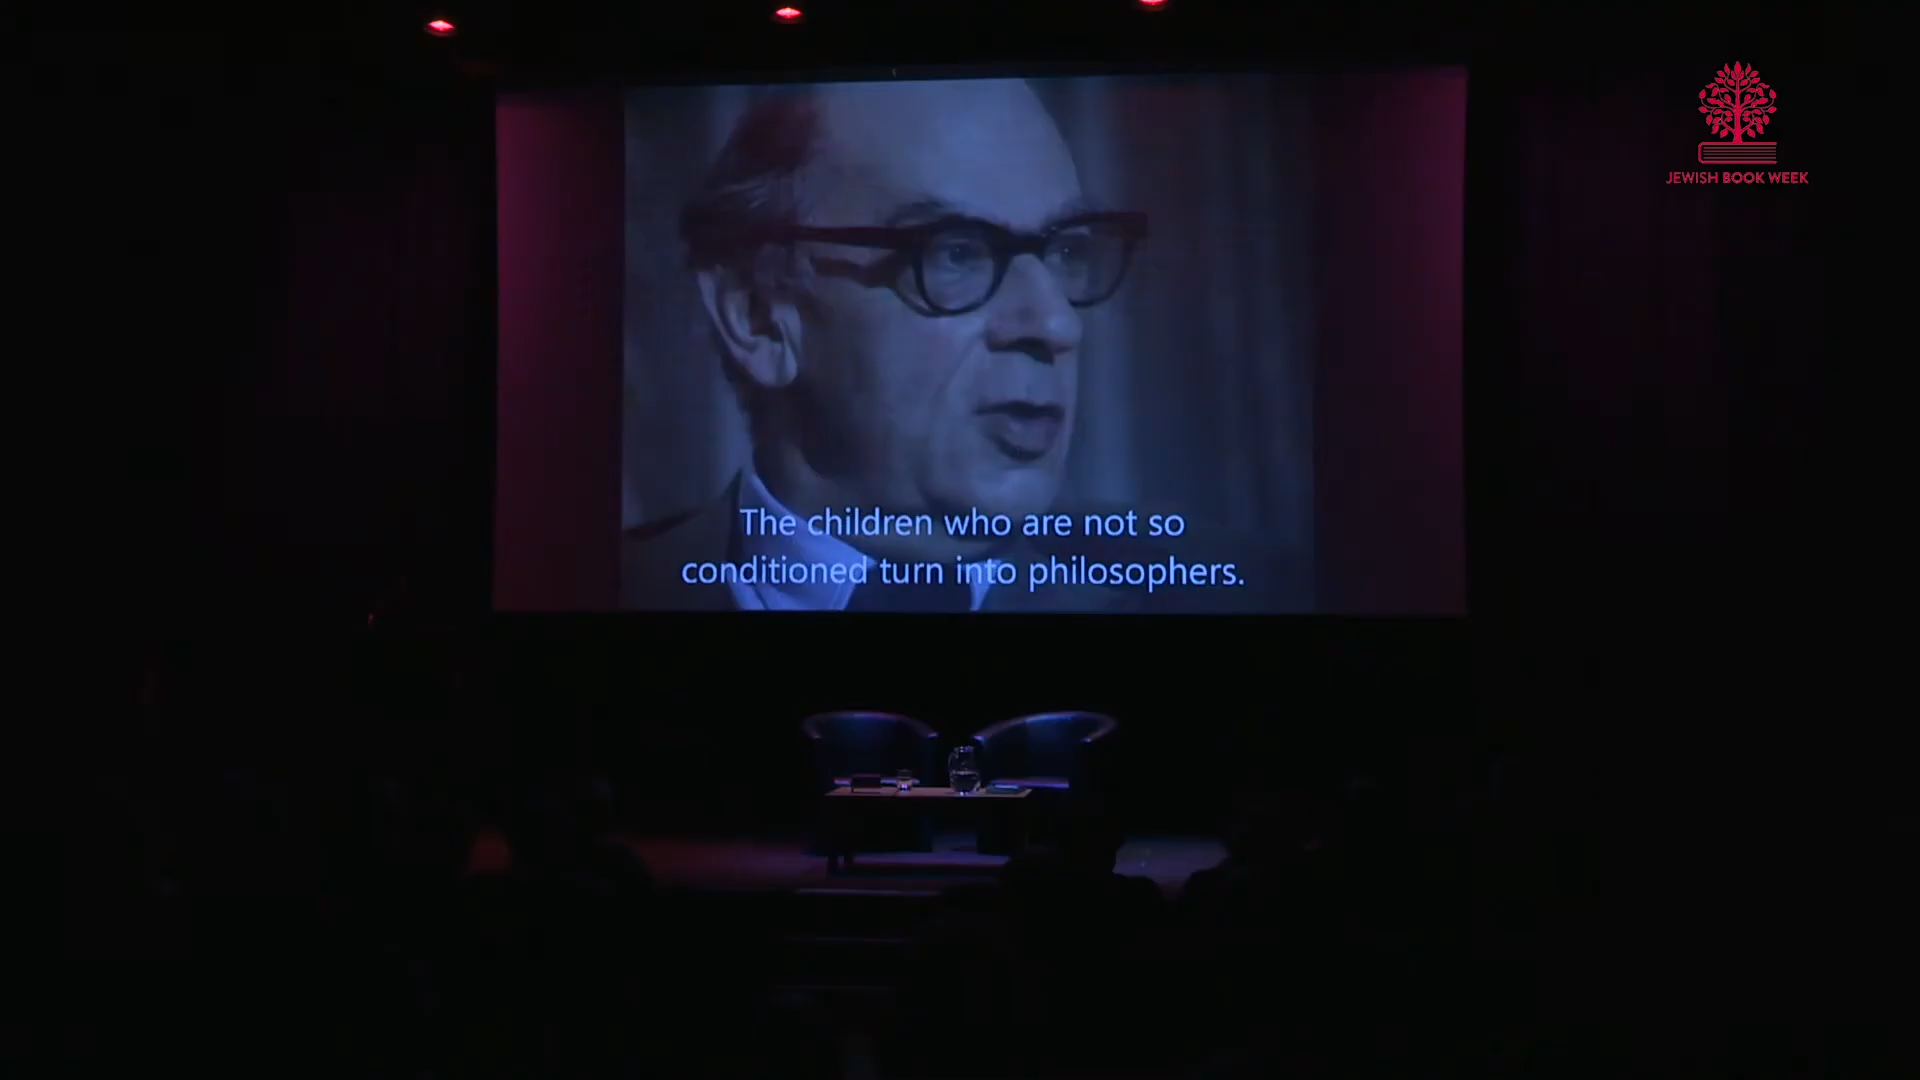 JEWISH BOOK WEEK
The children who are not so
conditioned turn into philosophers.